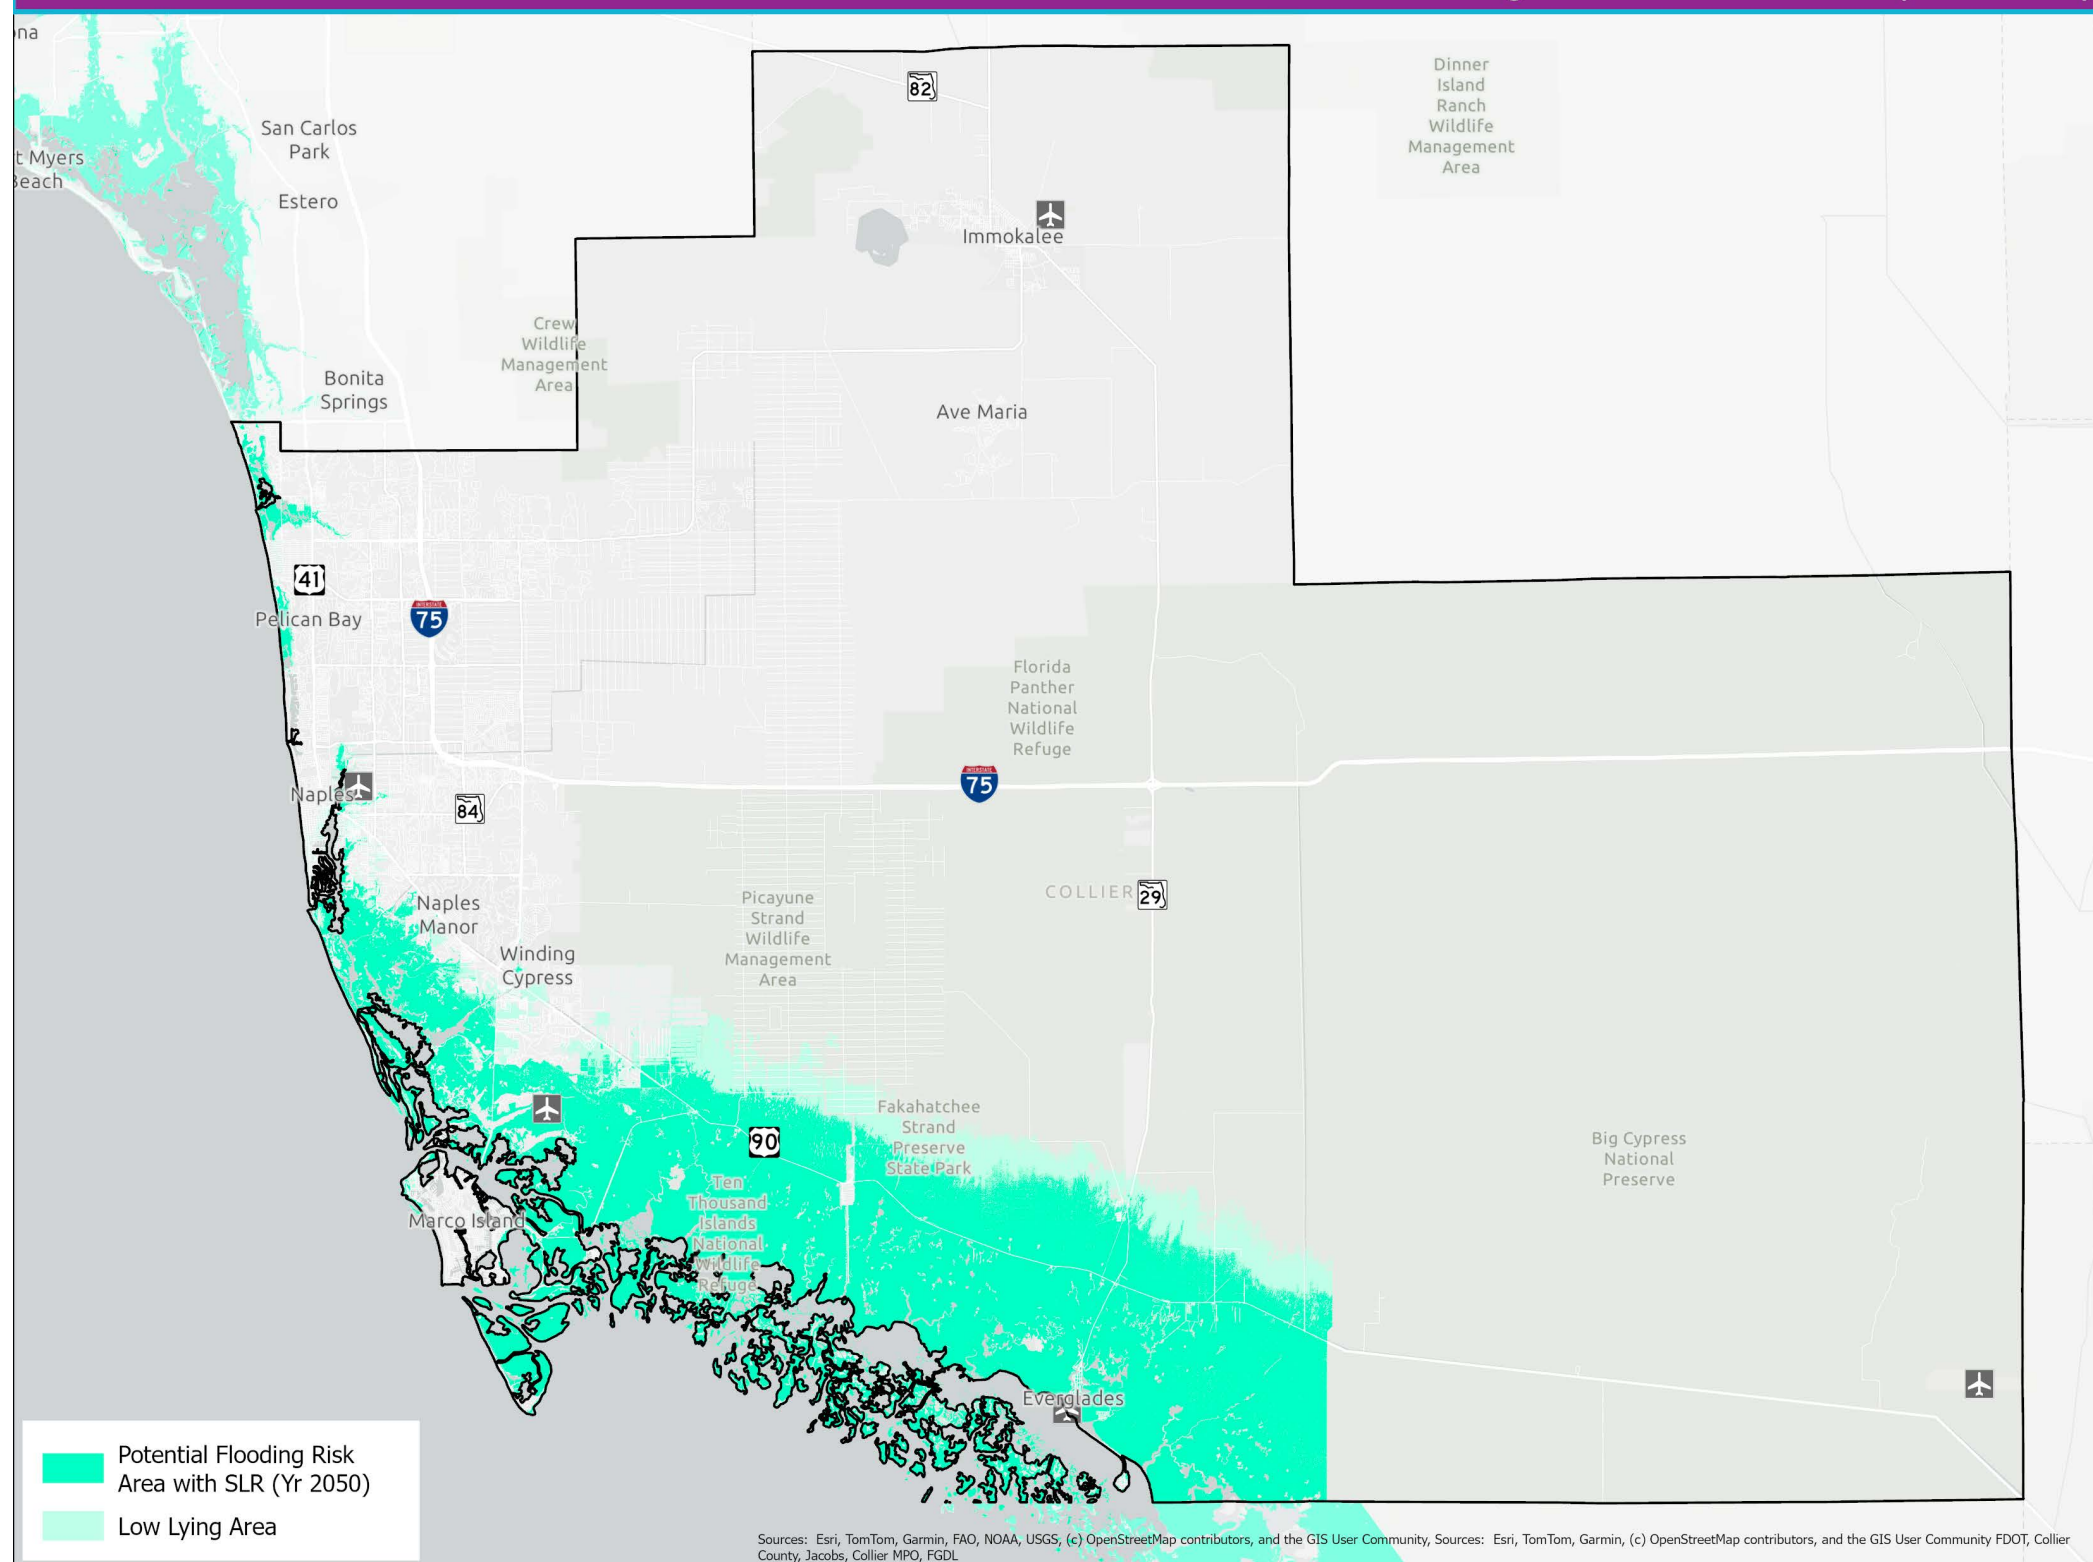 ona
82
Dinner
Island
Ranch
Wildlife
Management
Area
San Carlos
Park
t Myers
Beach
Estero
Immokalee
Crew
Wildlife
Management
Area
Bonita
Springs
Ave Maria
41
Pelican Bay
INTERSTATE
75
Florida
Panther
National
Wildlife
Refuge
INTERSTATE
75
Naples
84
COLLIER
29
Picayune
Strand
Wildlife
Management
Area
Naples
Manor
Winding
Cypress
Fakahatchee
Strand
Preserve
State Park
90
Big Cypress
National
Preserve
Ten
Thousand
Islands
National
Wildlife
Refuge
Marco Island
Everglades
Potential Flooding Risk
Area with SLR (Yr 2050)
Low Lying Area
Sources: Esri, TomTom, Garmin, FAO, NOAA, USGS, (c) OpenStreetMap contributors, and the GIS User Community, Sources: Esri, TomTom, Garmin, (c) OpenStreetMap contributors, and the GIS User Community FDOT, Collier
County, Jacobs, Collier MPO, FGDL